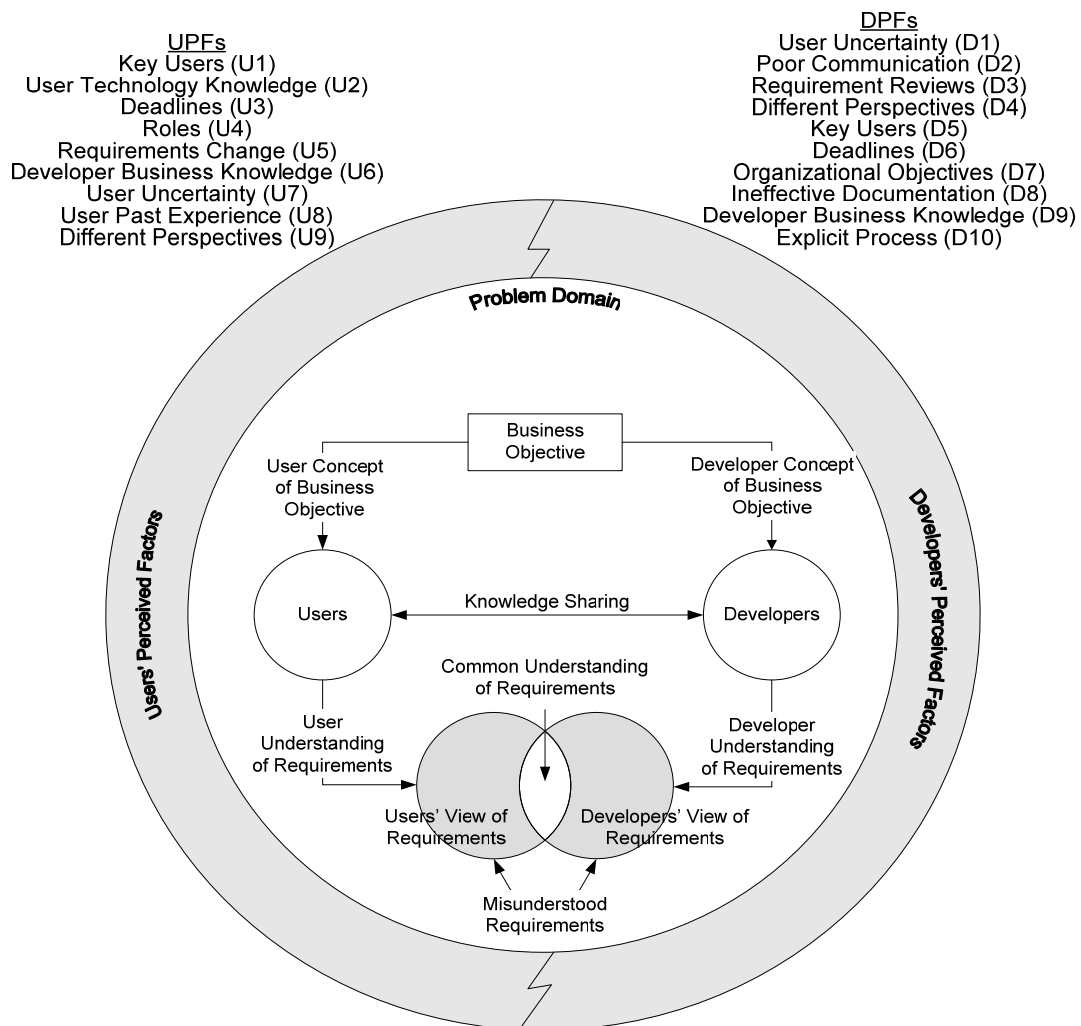 UPFs
Key Users (U1)
User Technology Knowledge (U2)
Deadlines (U3)
Roles (U4)
Requirements Change (U5)
Developer Business Knowledge (U6)
User Uncertainty (U7)
User Past Experience (U8)
Different Perspectives (U9)
DPFs
User Uncertainty (D1)
Poor Communication (D2)
Requirement Reviews (D3)
Different Perspectives (D4)
Key Users (D5)
Deadlines (D6)
Organizational Objectives (D7)
Ineffective Documentation (D8)
Developer Business Knowledge (D9)
Explicit Process (D10)
Problem Domain
Users' Perceived Factors
Developers' Perceived Factors
Business
Objective
User Concept
of Business
Objective
Developer Concept
of Business
Objective
Users
Knowledge Sharing
Developers
Common Understanding
of Requirements
User
Understanding
of Requirements
Developer
Understanding
of Requirements
Users’ View of
Requirements
Developers’ View of
Requirements
Misunderstood
Requirements